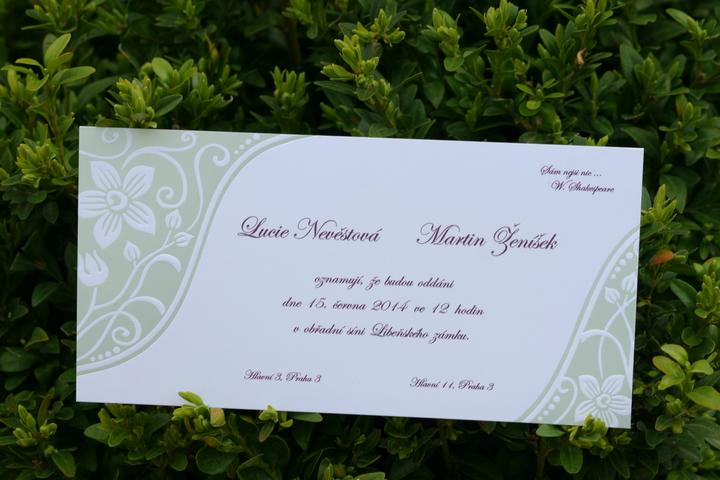 Sám nejsi nic ...
W. Shakespeare
Lucie Nevěstová Martin Ženíšek
oznamují, že budou oddáni
dne 15. června 2014 ve 12 hodin
v obřadní síni Libeňského zámku.
Hlavní 3, Praha 3 Hlavní 11, Praha 3